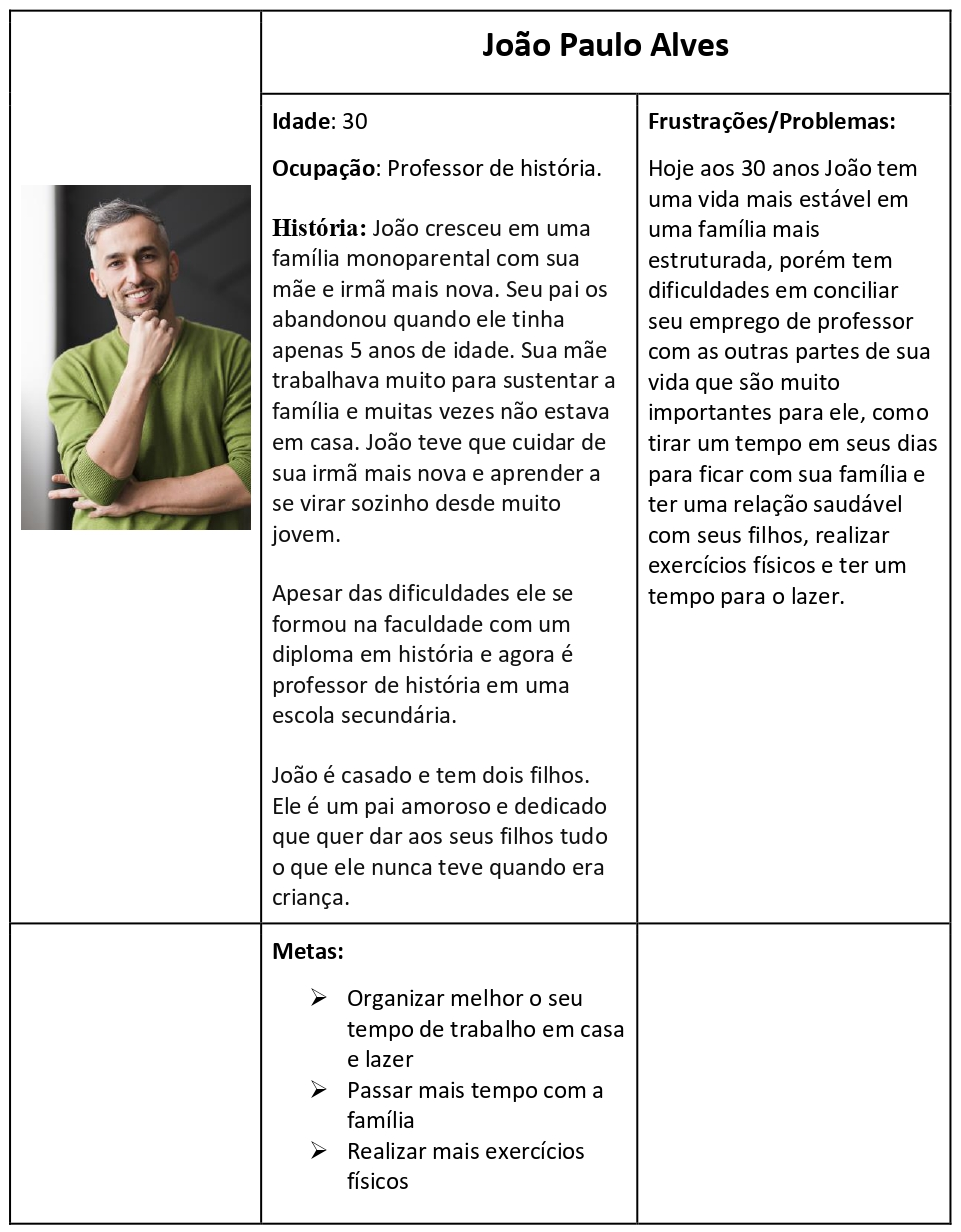 João Paulo Alves
Idade: 30
Ocupação: Professor de história.
História: João cresceu em uma
família monoparental com sua
mãe e irmã mais nova. Seu pai os
abandonou quando ele tinha
apenas 5 anos de idade. Sua mãe
trabalhava muito para sustentar a
família e muitas vezes não estava
em casa. João teve que cuidar de
sua irmã mais nova e aprender a
se virar sozinho desde muito
jovem.
Apesar das dificuldades ele se
formou na faculdade com um
diploma em história e agora é
professor de história em uma
escola secundária.
João é casado e tem dois filhos.
Ele é um pai amoroso e dedicado
que quer dar aos seus filhos tudo
o que ele nunca teve quando era
criança.
Frustrações/Problemas:
Hoje aos 30 anos João tem
uma vida mais estável em
uma família mais
estruturada, porém tem
dificuldades em conciliar
seu emprego de professor
com as outras partes de sua
vida que são muito
importantes para ele, como
tirar um tempo em seus dias
para ficar com sua família e
ter uma relação saudável
com seus filhos, realizar
exercícios físicos e ter um
tempo para o lazer.
Metas:
➢ Organizar melhor o seu
tempo de trabalho em casa
e lazer
➢ Passar mais tempo com a
família
➢ Realizar mais exercícios
físicos